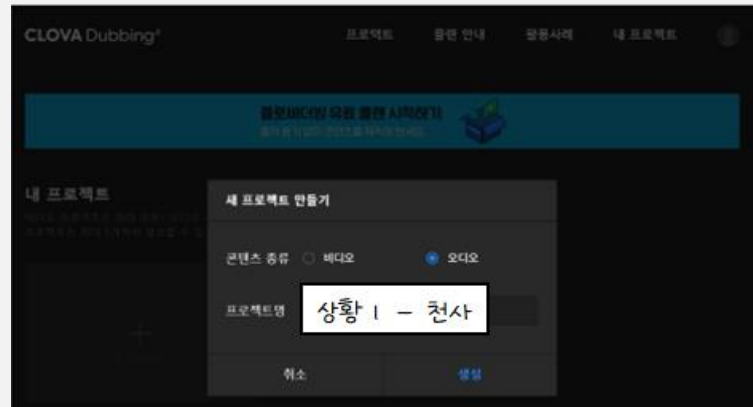 CLOVA Dubbing
프로덕트 플랜 안내 활용사례 내 프로젝트
클로바더빙 유료 플랜 시작하기
내 프로젝트
새 프로젝트 만들기
콘텐츠 종류 비디오 오디오
프로젝트명 상황 1 - 천사
취소 생성